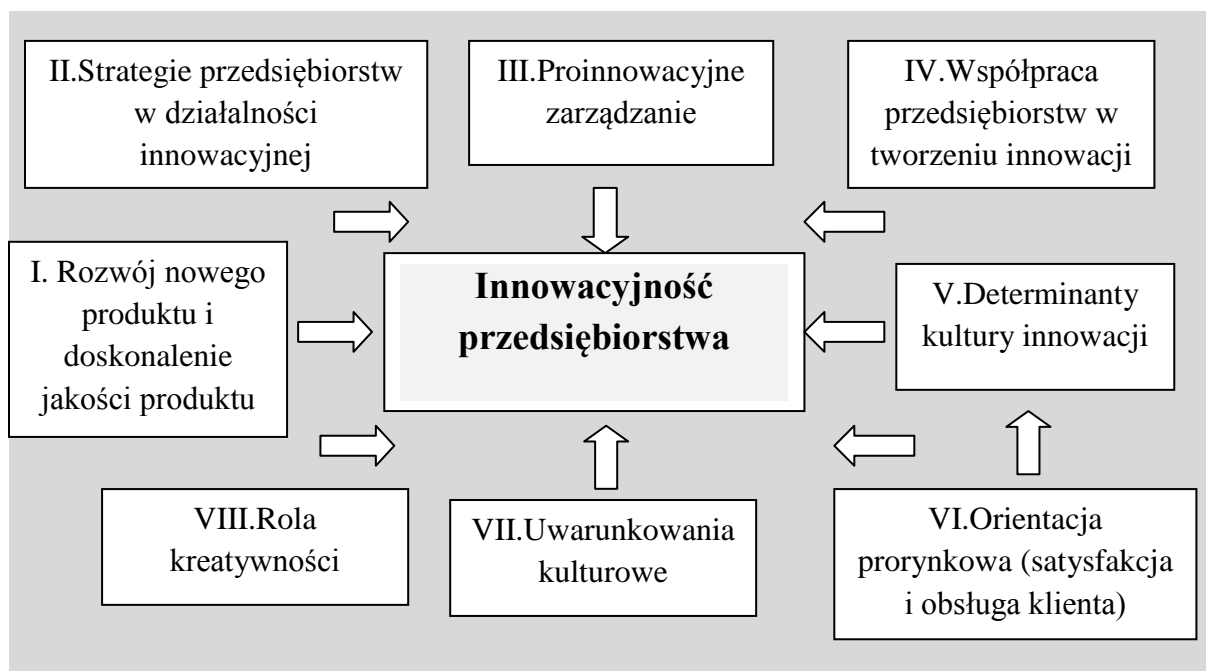 II.Strategie przedsiębiorstw
w działalności
innowacyjnej
III.Proinnowacyjne
zarządzanie
IV.Współpraca
przedsiębiorstw w
tworzeniu innowacji
I. Rozwój nowego
produktu i
doskonalenie
jakości produktu
Innowacyjność
przedsiębiorstwa
V.Determinanty
kultury innowacji
VIII.Rola
kreatywności
VII.Uwarunkowania
kulturowe
VI.Orientacja
prorynkowa (satysfakcja
i obsługa klienta)